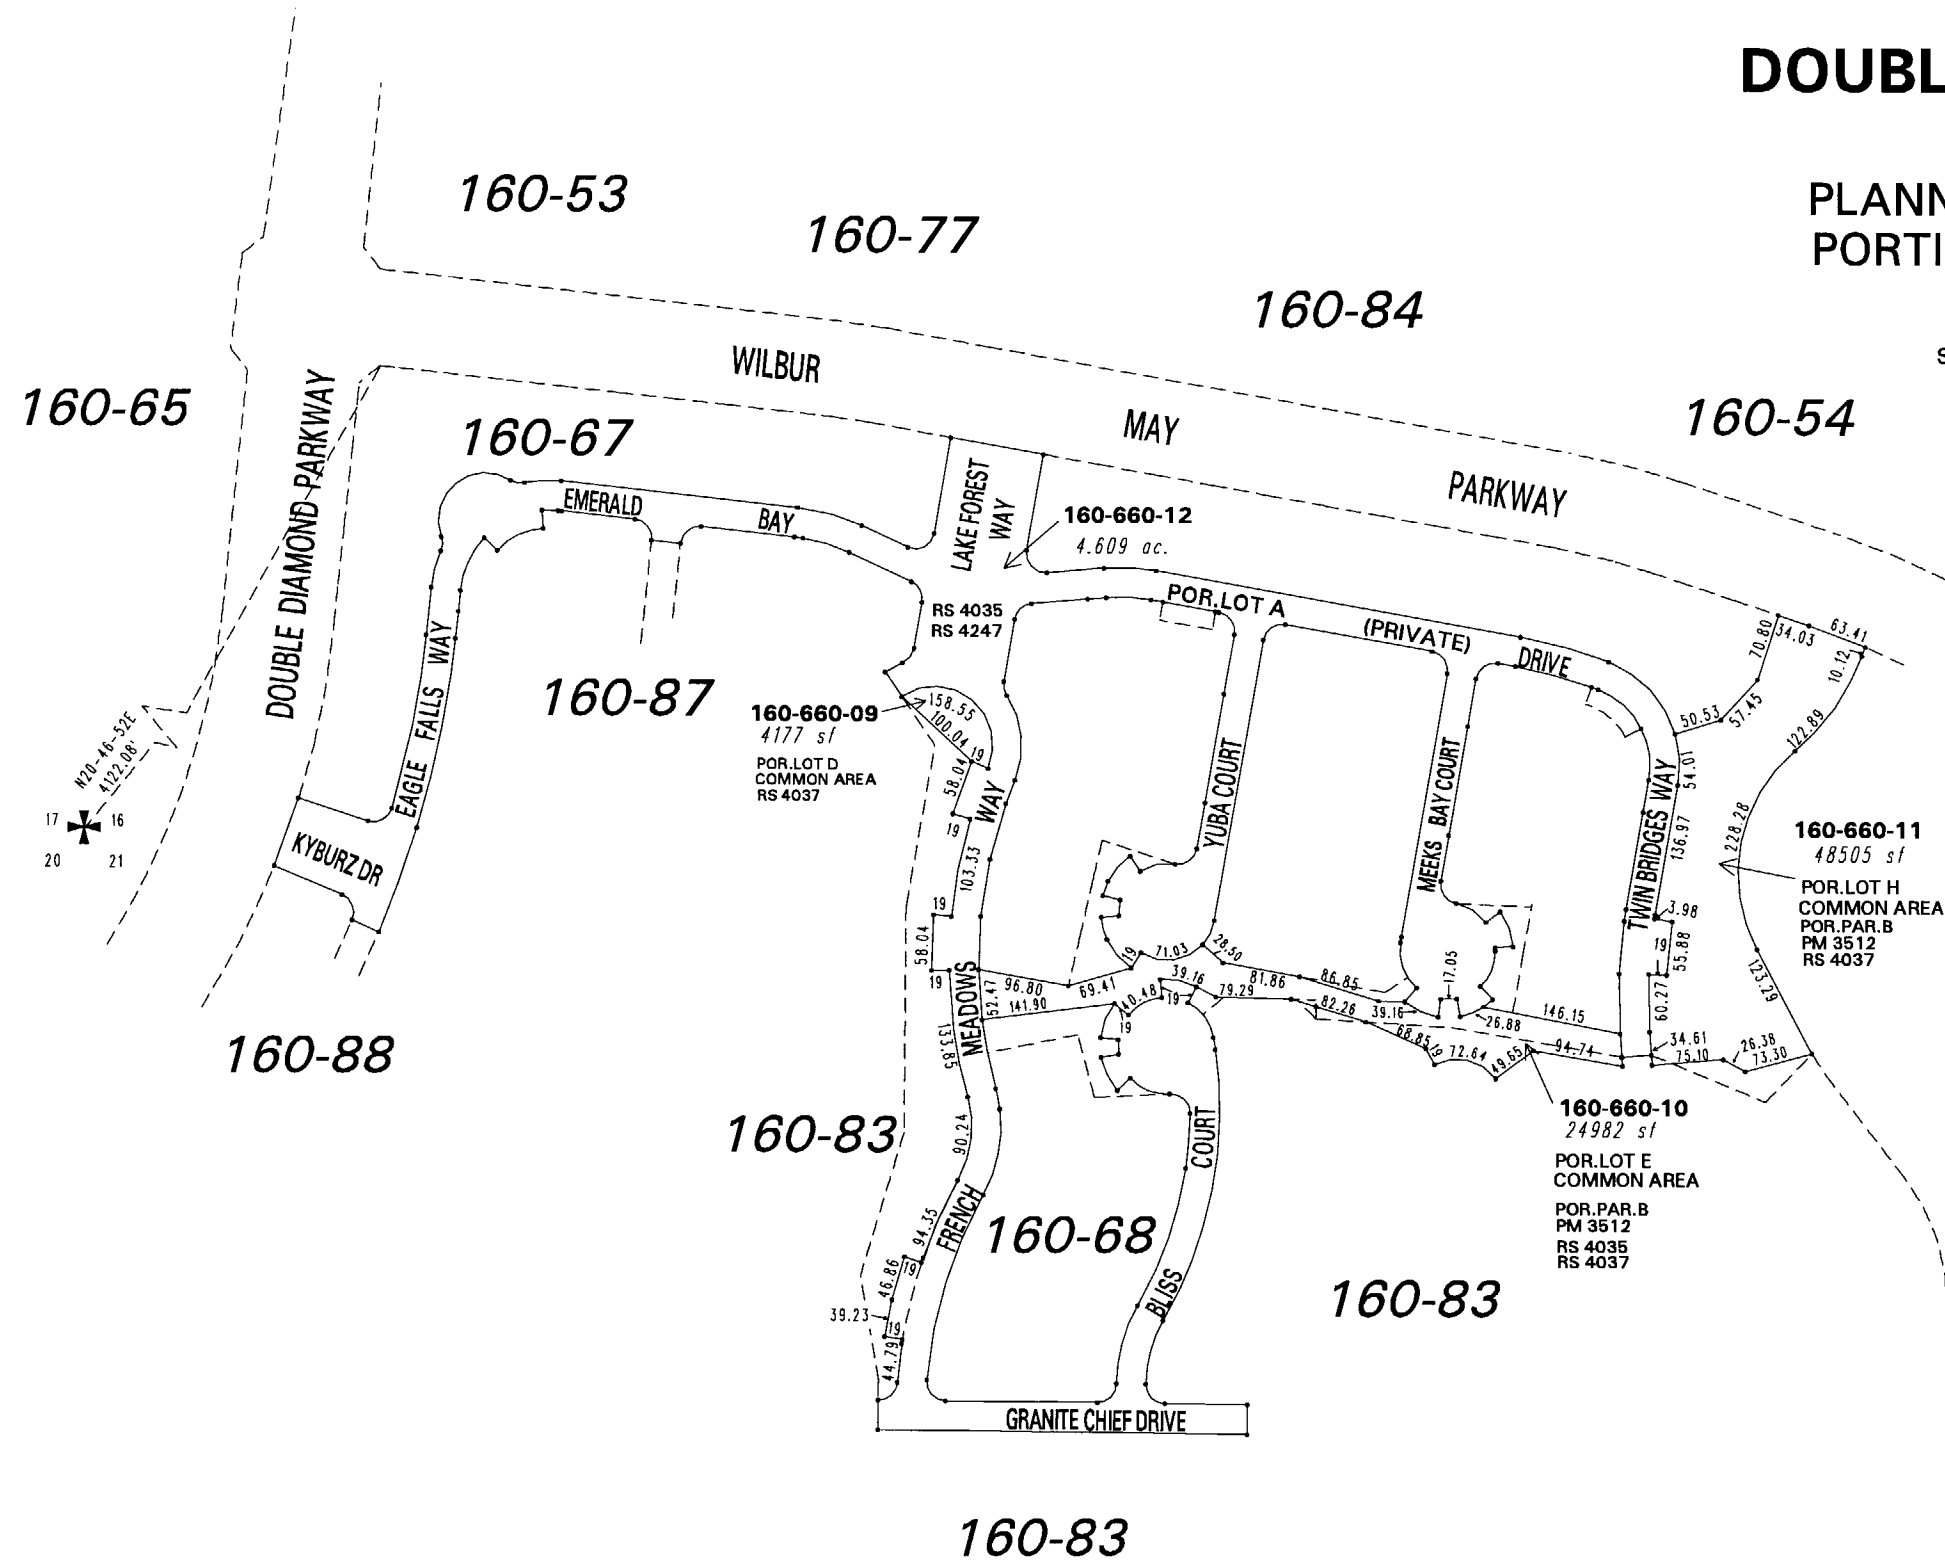 DOUBL
PLANN
PORTI
S
160-53
160-77
160-84
160-54
160-65
160-67
WILBUR
MAY
PARKWAY
DOUBLE DIAMOND PARKWAY
EMERALD
BAY
LAKE FOREST
WAY
160-660-12
4.609 ac.
POR.LOT A
(PRIVATE)
DRIVE
RS 4035
RS 4247
63.41
34.03
70.80
10.12
50.53
57.45
122.89
54.01
160-87
160-660-09
4177 sf
POR.LOT D
COMMON AREA
RS 4037
158.55
100.04
19
58.04
19
WAY
103.33
EAGLE FALLS WAY
N20-46-52E
4122.08'
17
16
20
21
KYBURZ DR
YUBA COURT
MEEKS BAY COURT
TWIN BRIDGES WAY
136.97
228.28
160-660-11
48505 sf
POR.LOT H
COMMON AREA
POR.PAR.B
PM 3512
RS 4037
3.98
19
55.88
60.27
123.29
19
58.04
19
MEADOWS
52.47
96.80
69.41
141.90
19
71.03
28.50
39.16
81.86
86.85
17.05
40.48
19
79.29
82.26
39.16
26.88
146.15
19
68.85
19
72.64
49.65
94.74
34.61
75.10
26.38
73.30
133.85
160-88
160-83
90.24
94.35
FRENCH
160-68
COURT
BLISS
160-660-10
24982 sf
POR.LOT E
COMMON AREA
POR.PAR.B
PM 3512
RS 4035
RS 4037
160-83
46.86
19
39.23
19
44.79
GRANITE CHIEF DRIVE
160-83